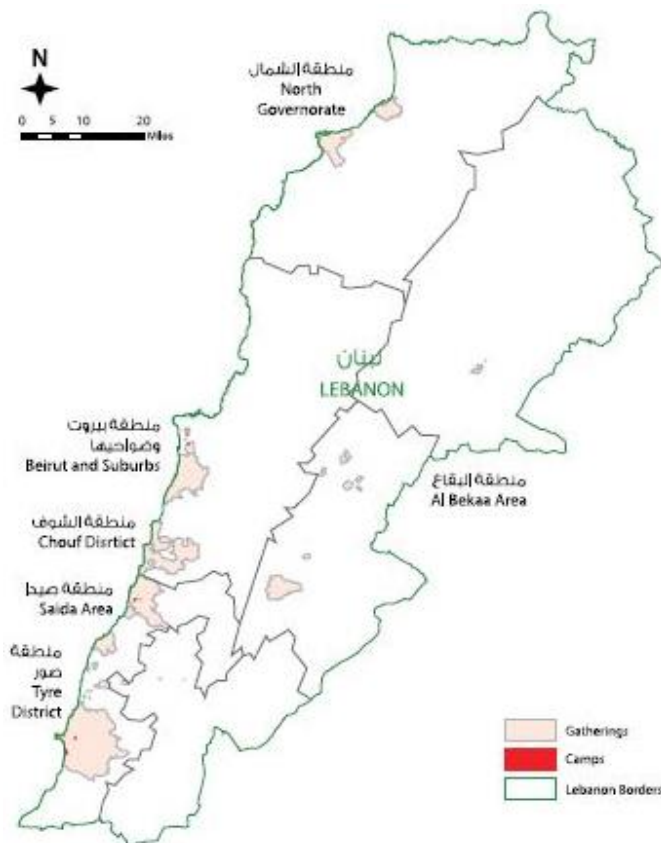 منطقة الشمال
North
Governorate
N
0 5 10 20
Miles
لبنان
LEBANON
منطقة بيروت
وضواحيها
Beirut and Suburbs
منطقة البقاع
Al Bekaa Area
منطقة الشوف
Chouf Disrtict
منطقة صيدا
Saida Area
منطقة
صور
Tyre
District
Gatherings
Camps
Lebanon Borders